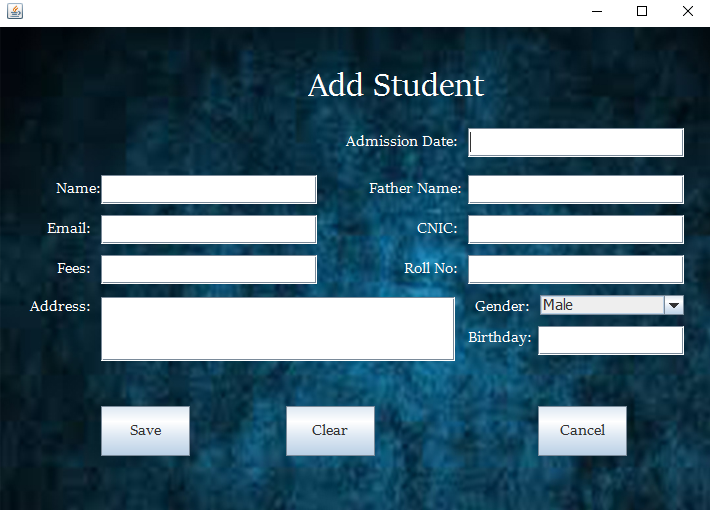 Add Student
Admission Date:
Name: Father Name:
Email: CNIC:
Fees: Roll No:
Address: Gender: Male
Birthday:
Save Clear Cancel